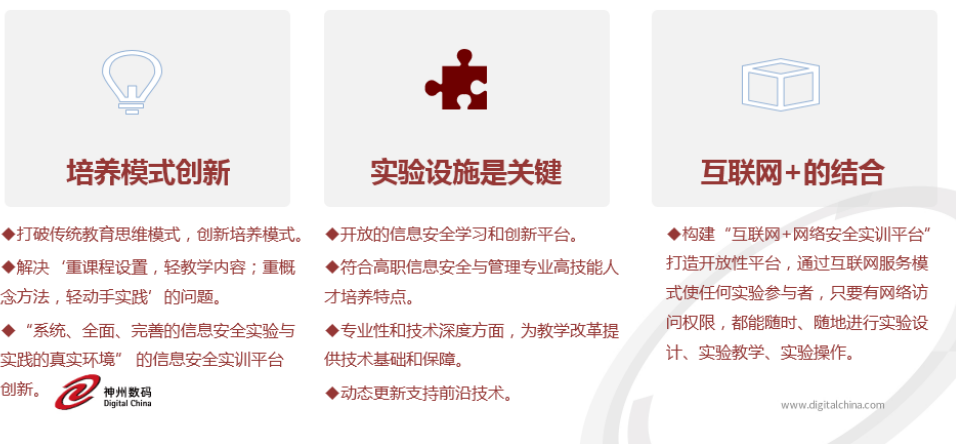 培养模式创新
◆打破传统教育思维模式，创新培养模式。
◆解决‘重课程设置，轻教学内容；重概
念方法，轻动手实践’的问题。
◆“系统、全面、完善的信息安全实验与
实践的真实环境” 的信息安全实训平台
创新。
神州数码
Digital China
实验设施是关键
◆开放的信息安全学习和创新平台。
◆符合高职信息安全与管理专业高技能人
才培养特点。
◆专业性和技术深度方面，为教学改革提
供技术基础和保障。
◆动态更新支持前沿技术。
互联网+的结合
◆构建“互联网+网络安全实训平台”
打造开放性平台，通过互联网服务模
式使任何实验参与者，只要有网络访
问权限，都能随时、随地进行实验设
计、实验教学、实验操作。
www.digitalchina.com